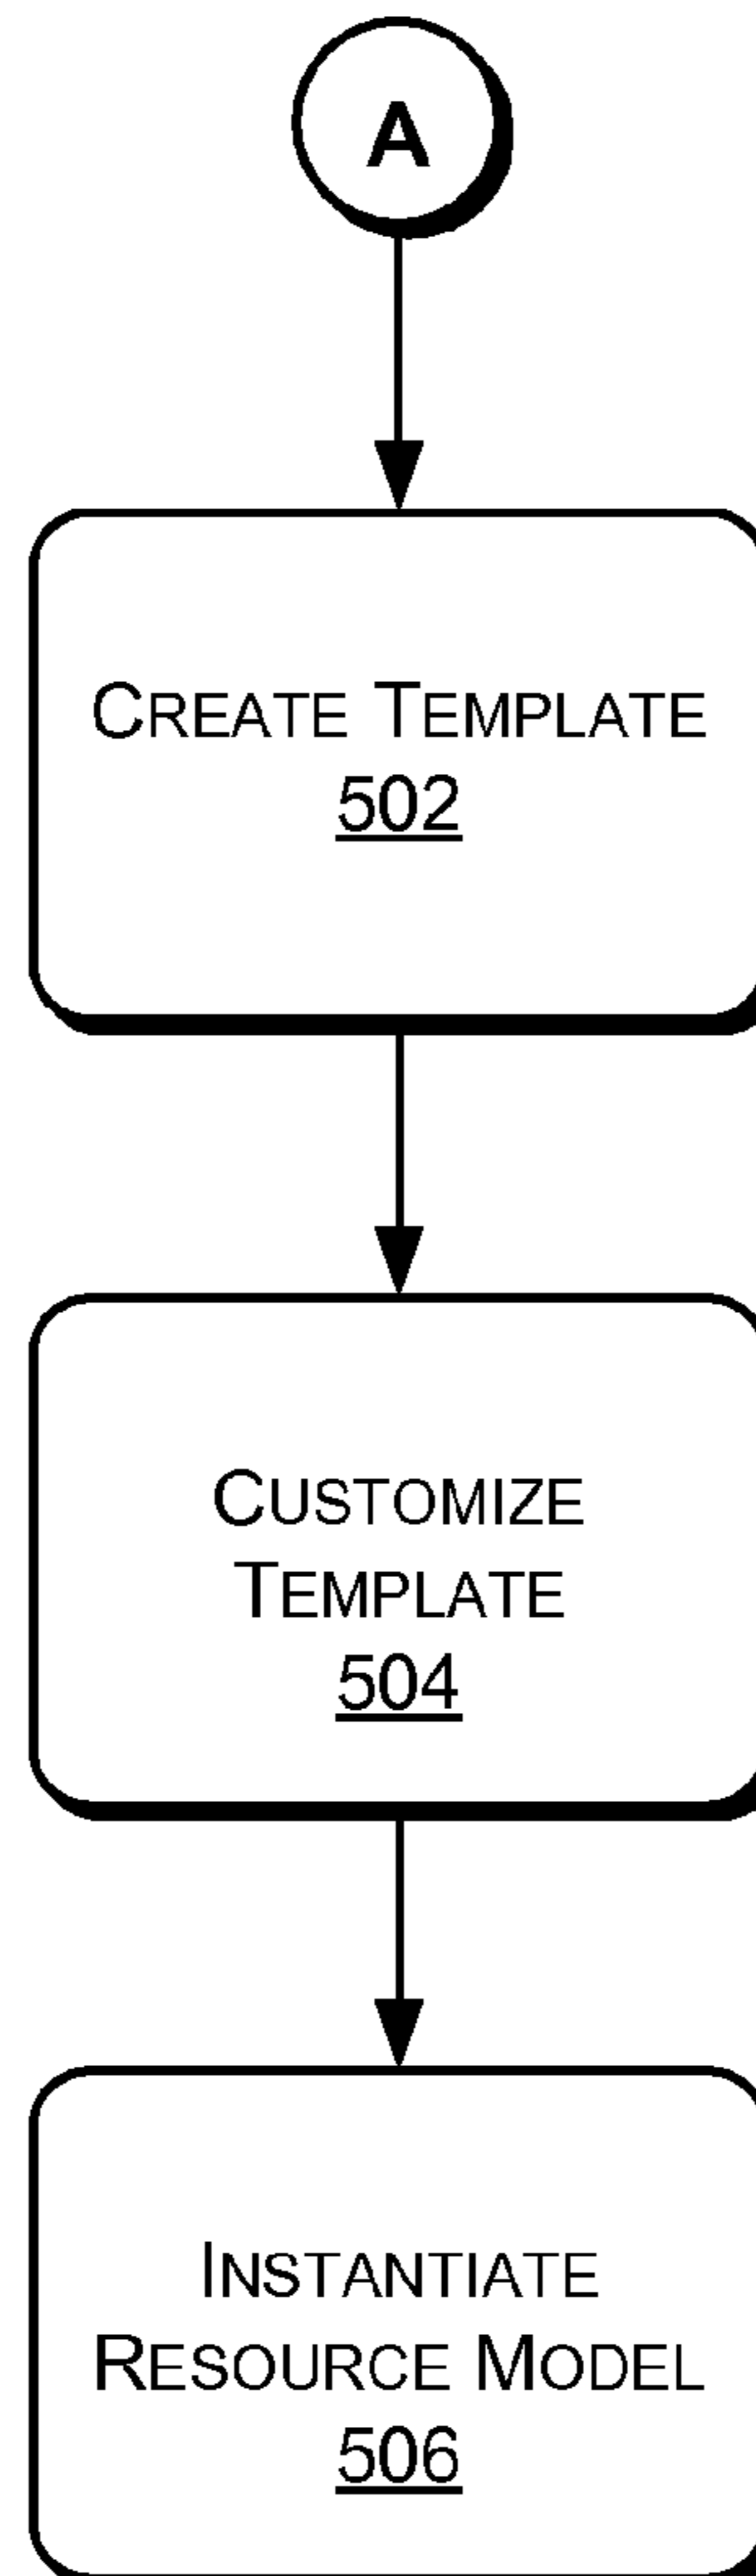 A
CREATE TEMPLATE
502
CUSTOMIZE
TEMPLATE
504
INSTANTIATE
RESOURCE MODEL
506